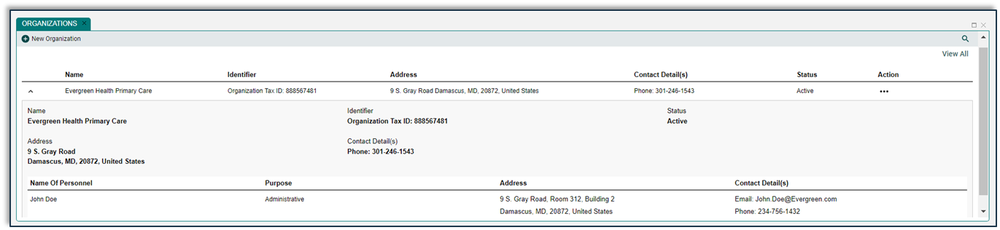 ORGANIZATIONS ×
New Organization
View All
Name Identifier Address Contact Detail(s) Status Action
Evergreen Health Primary Care Organization Tax ID: 888567481 9 S. Gray Road Damascus, MD, 20872, United States Phone: 301-246-1543 Active •••
Name Identifier Status
Evergreen Health Primary Care Organization Tax ID: 888567481 Active
Address Contact Detail(s)
9 S. Gray Road Phone: 301-246-1543
Damascus, MD, 20872, United States
Name Of Personnel Purpose Address Contact Detail(s)
John Doe Administrative 9 S. Gray Road, Room 312, Building 2 Email: John.Doe@Evergreen.com
Damascus, MD, 20872, United States Phone: 234-756-1432